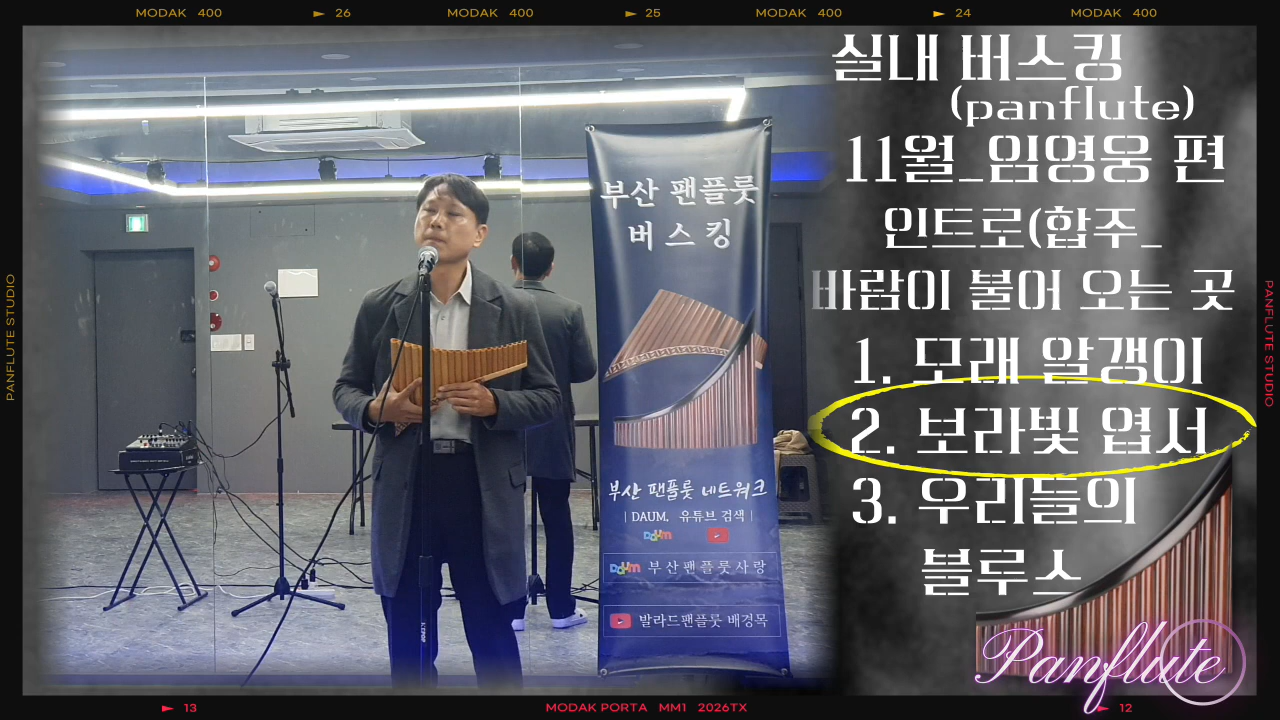 MODAK 400
26
MODAK 400
25
MODAK 400
24
MODAK 400
PANFLUTE STUDIO
부산 팬플룻
버스킹
부산 팬플룻 네트워크
| DAUM, 유튜브 검색 |
Daum
Daum 부산팬플룻사랑
발라드팬플룻 배경목
실내 버스킹
(panflute)
11월_임영웅 편
인트로(합주_
바람이 불어 오는 곳
1. 모래 알갱이
2. 보라빛 엽서
3. 우리들의
블루스
Panflute
PANFLUTE STUDIO
13
MODAK PORTA MM1 2026TX
12